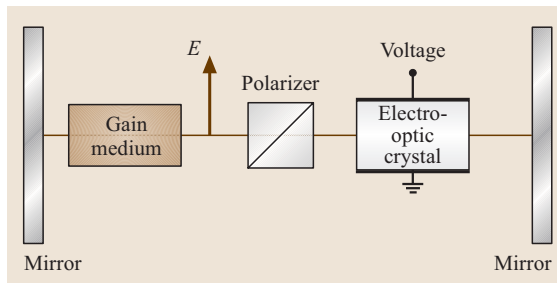 E
Voltage
Polarizer
Gain
medium
Electro-
optic
crystal
Mirror
Mirror